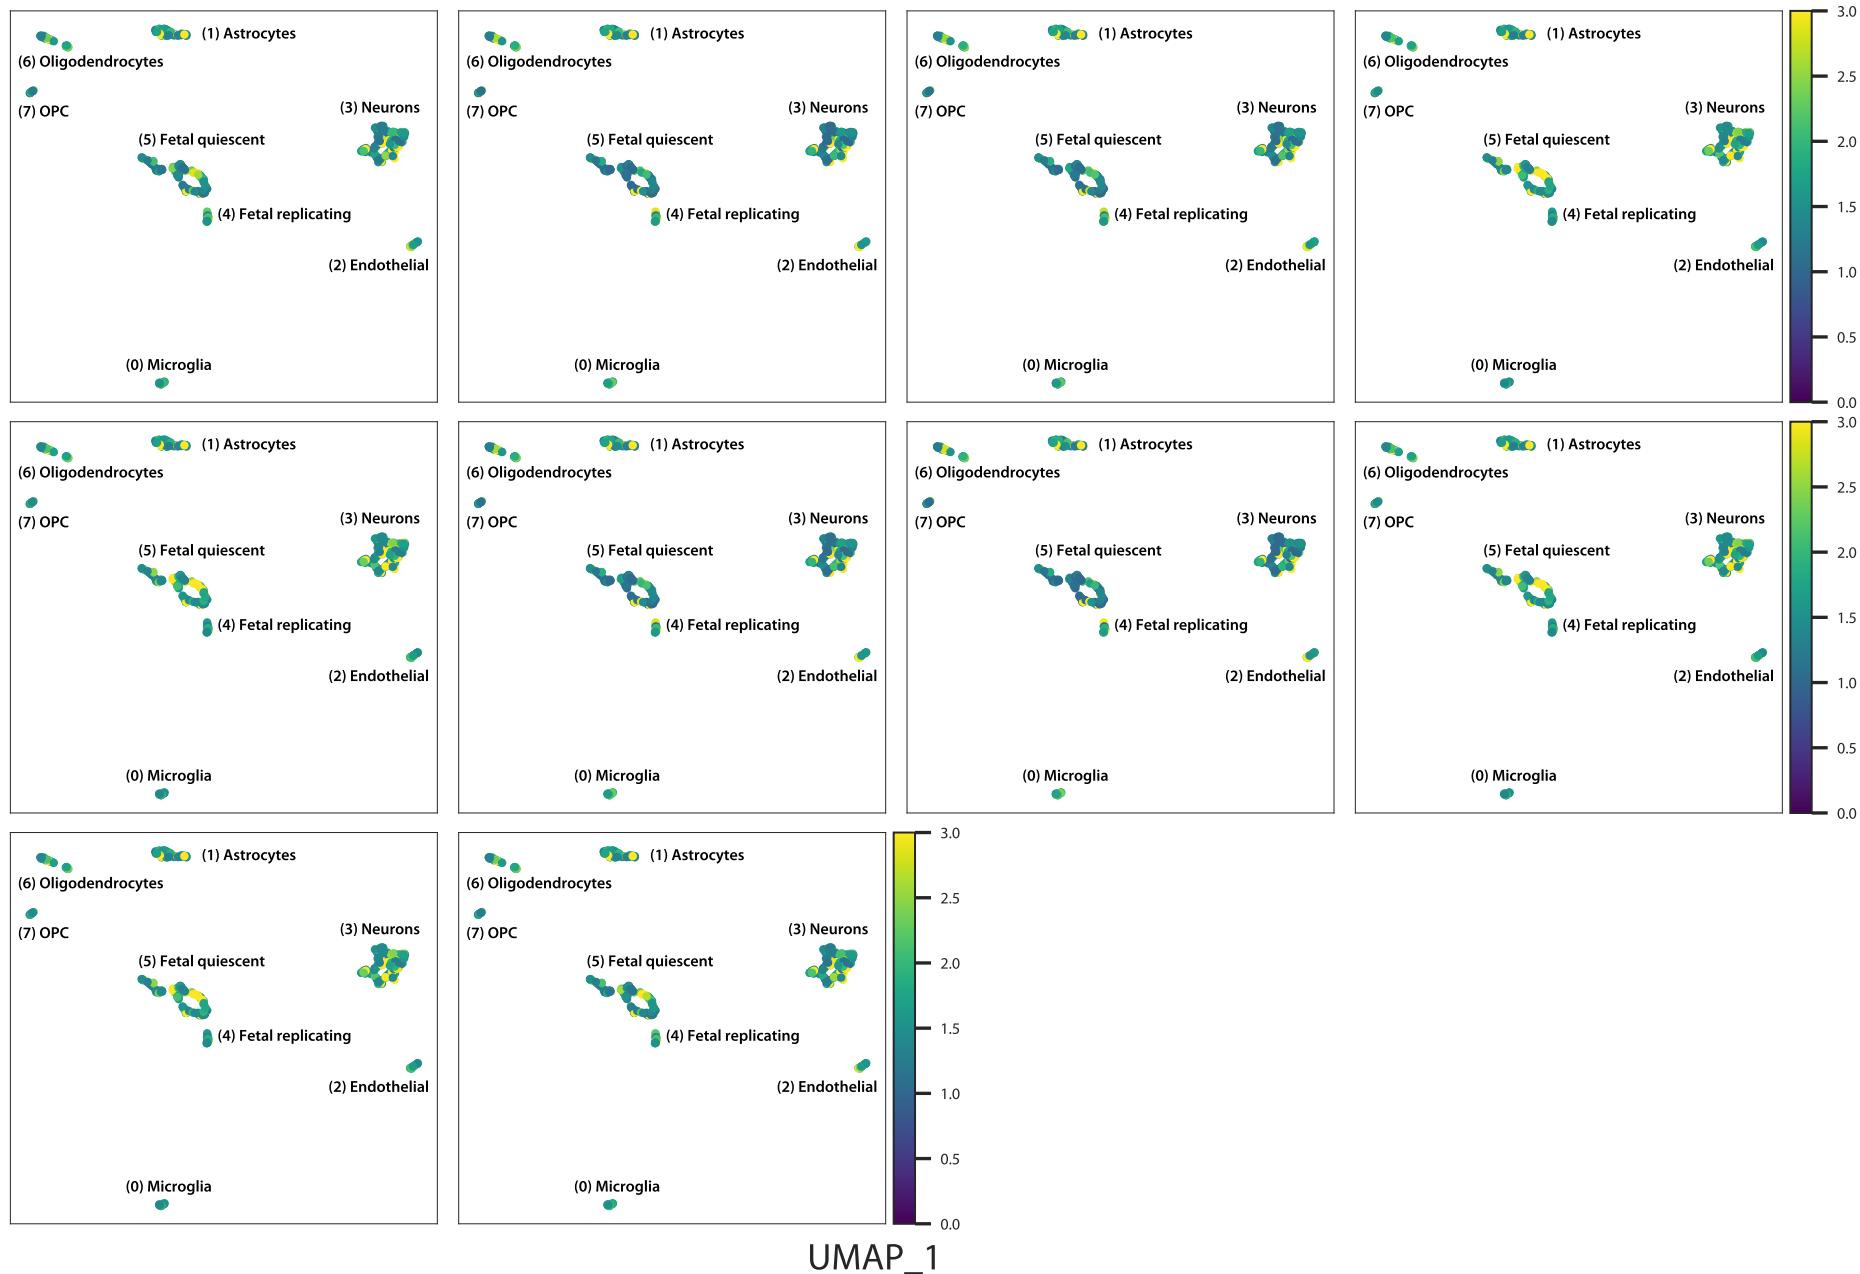 (1) Astrocytes
(6) Oligodendrocytes
(7) OPC
(3) Neurons
(5) Fetal quiescent
(4) Fetal replicating
(2) Endothelial
(0) Microglia
(1) Astrocytes
(6) Oligodendrocytes
(7) OPC
(3) Neurons
(5) Fetal quiescent
(4) Fetal replicating
(2) Endothelial
(0) Microglia
(1) Astrocytes
(6) Oligodendrocytes
(7) OPC
(3) Neurons
(5) Fetal quiescent
(4) Fetal replicating
(2) Endothelial
(0) Microglia
(1) Astrocytes
(6) Oligodendrocytes
(7) OPC
(3) Neurons
(5) Fetal quiescent
(4) Fetal replicating
(2) Endothelial
(0) Microglia
3.0
2.5
2.0
1.5
1.0
0.5
0.0
(1) Astrocytes
(6) Oligodendrocytes
(7) OPC
(3) Neurons
(5) Fetal quiescent
(4) Fetal replicating
(2) Endothelial
(0) Microglia
(1) Astrocytes
(6) Oligodendrocytes
(7) OPC
(3) Neurons
(5) Fetal quiescent
(4) Fetal replicating
(2) Endothelial
(0) Microglia
(1) Astrocytes
(6) Oligodendrocytes
(7) OPC
(3) Neurons
(5) Fetal quiescent
(4) Fetal replicating
(2) Endothelial
(0) Microglia
(1) Astrocytes
(6) Oligodendrocytes
(7) OPC
(3) Neurons
(5) Fetal quiescent
(4) Fetal replicating
(2) Endothelial
(0) Microglia
3.0
2.5
2.0
1.5
1.0
0.5
0.0
(1) Astrocytes
(6) Oligodendrocytes
(7) OPC
(3) Neurons
(5) Fetal quiescent
(4) Fetal replicating
(2) Endothelial
(0) Microglia
(1) Astrocytes
(6) Oligodendrocytes
(7) OPC
(3) Neurons
(5) Fetal quiescent
(4) Fetal replicating
(2) Endothelial
(0) Microglia
3.0
2.5
2.0
1.5
1.0
0.5
0.0
UMAP_1